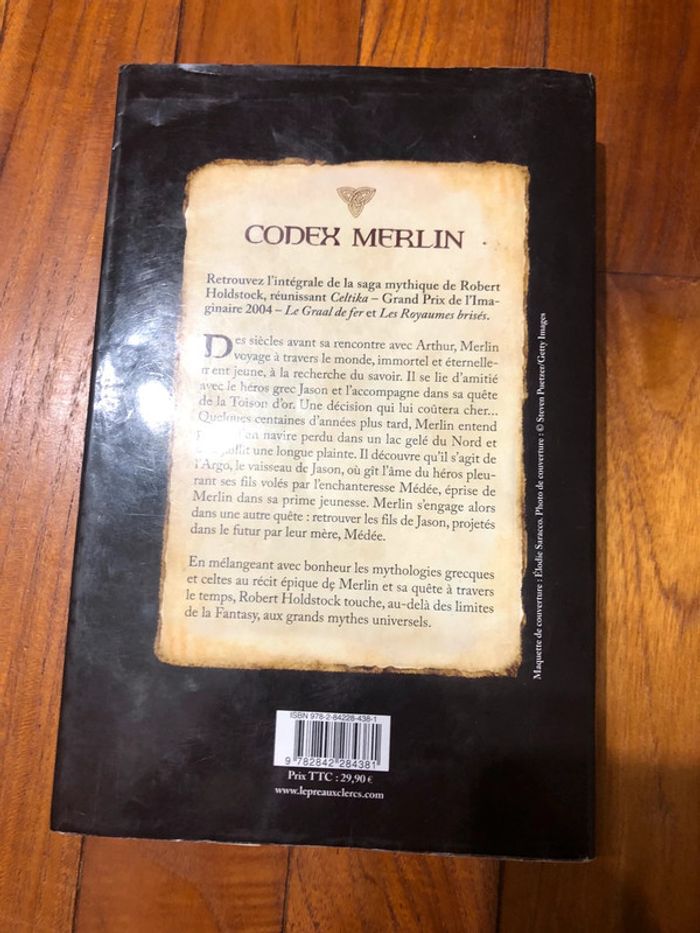 CODEX MERLIN
Retrouvez l'intégrale de la saga mythique de Robert
Holdstock, réunissant Celtika – Grand Prix de l'Ima-
ginaire 2004 – Le Graal de fer et Les Royaumes brisés.
Des siècles avant sa rencontre avec Arthur, Merlin
voyage à travers le monde, immortel et éternelle-
ment jeune, à la recherche du savoir. Il se lie d'amitié
avec le héros grec Jason et l'accompagne dans sa quête
de la Toison d'or. Une décision qui lui coûtera cher...
Quelques centaines d'années plus tard, Merlin entend
navire perdu dans un lac gelé du Nord et
une longue plainte. Il découvre qu'il s'agit de
l'Argo, le vaisseau de Jason, où gît l'âme du héros pleu-
rant ses fils volés par l'enchanteresse Médée, éprise de
Merlin dans sa prime jeunesse. Merlin s'engage alors
dans une autre quête : retrouver les fils de Jason, projetés
dans le futur par leur mère, Médée.
En mélangeant avec bonheur les mythologies grecques
et celtes au récit épique de Merlin et sa quête à travers
le temps, Robert Holdstock touche, au-delà des limites
de la Fantasy, aux grands mythes universels.
ISBN 978-2-84228-438-1
9 782842 284381
Prix TTC : 29,90 €
www.lepreauxclercs.com
Maquette de couverture : Élodie Saracco. Photo de couverture : © Steven Puetzer/Getty Images